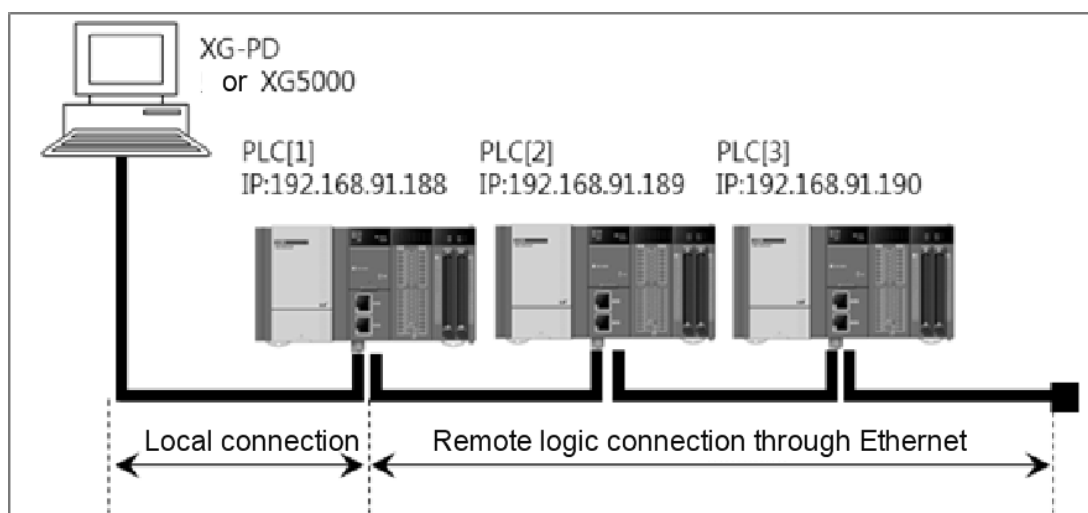 XG-PD
or XG5000
PLC[1]
IP:192.168.91.188
PLC[2]
IP:192.168.91.189
PLC[3]
IP:192.168.91.190
Local connection
Remote logic connection through Ethernet